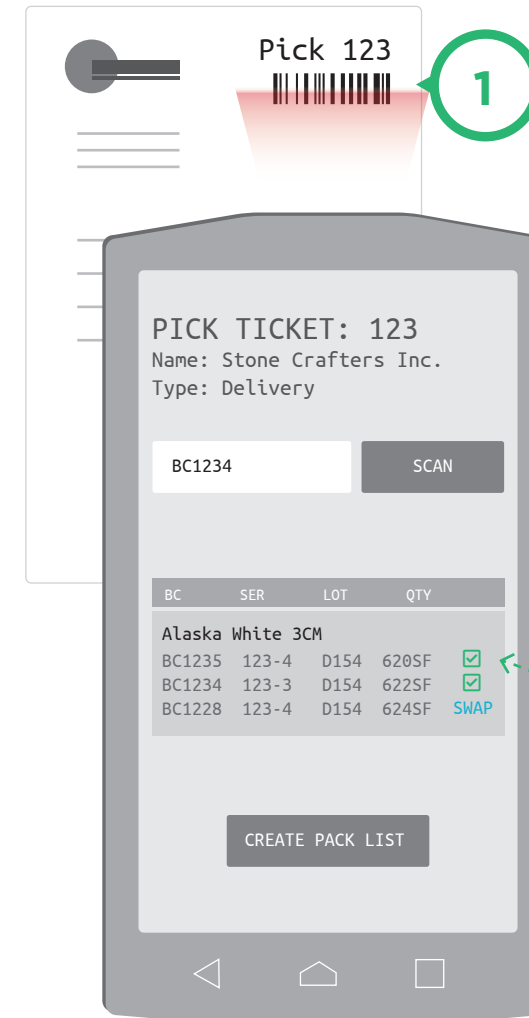 Pick 123
1
PICK TICKET: 123
Name: Stone Crafters Inc.
Type: Delivery
BC1234 SCAN
BC SER LOT QTY
Alaska White 3CM
BC1235 123-4 D154 620SF
BC1234 123-3 D154 622SF
BC1228 123-4 D154 624SF SWAP
CREATE PACK LIST